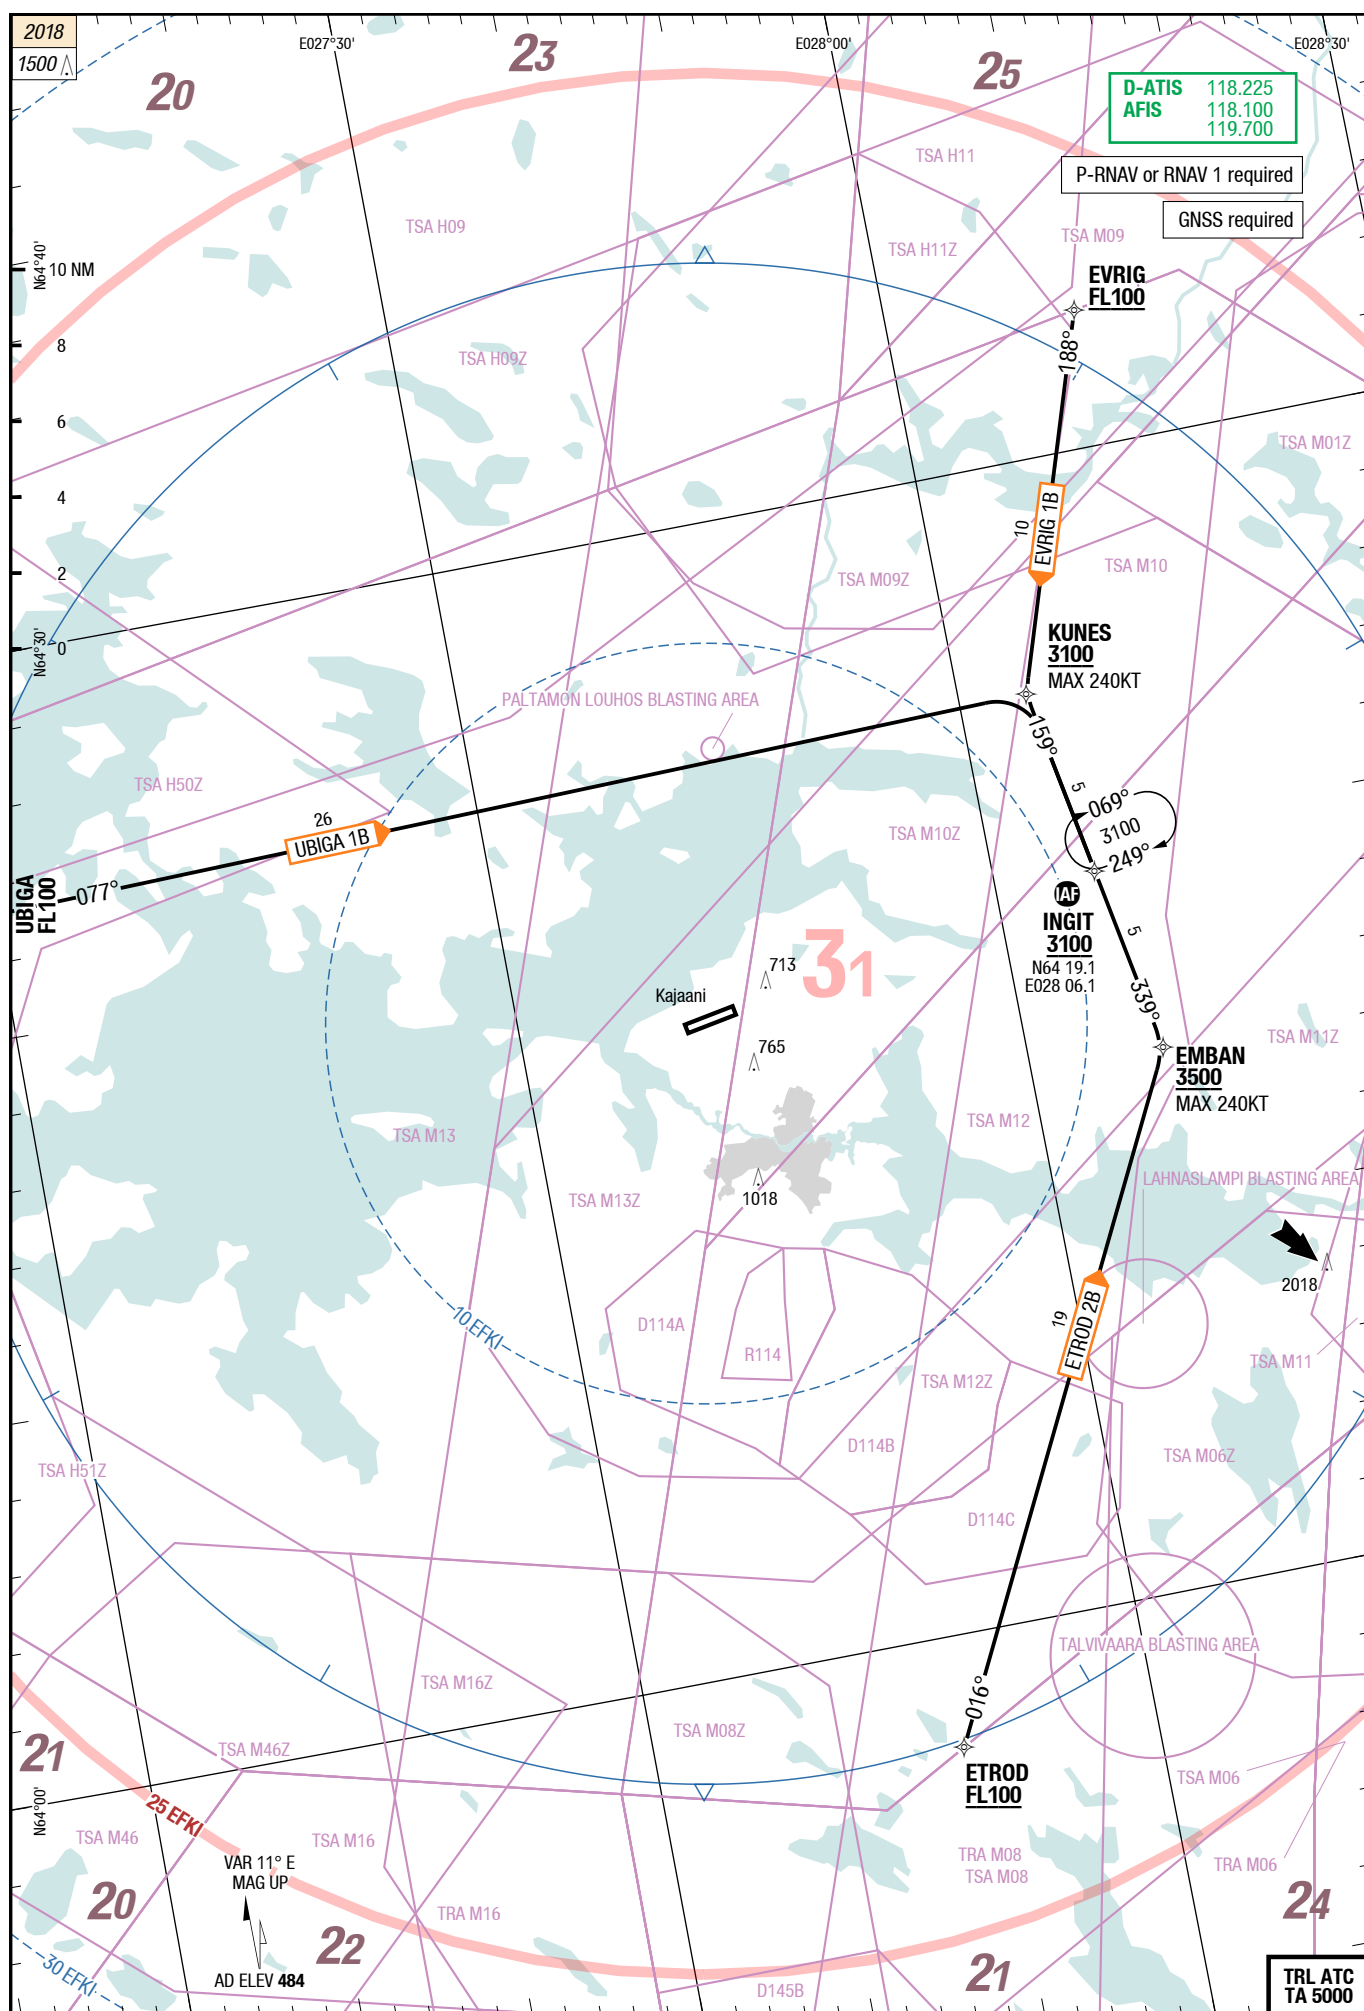 2018
1500
E027°30'
23
E028°00'
25
E028°30'
20
D-ATIS 118.225
AFIS 118.100
119.700
P-RNAV or RNAV 1 required
GNSS required
TSA H11
TSA H09
TSA H11Z
TSA M09
N64°40'
10 NM
EVRIG
FL100
188°
8
TSA H09Z
6
TSA M01Z
4
10
EVRIG 1B
2
TSA M09Z
TSA M10
N64°30'
0
KUNES
3100
MAX 240KT
PALTAMON LOUHOS BLASTING AREA
159°
TSA H50Z
5
069°
3100
249°
26
UBIGA 1B
TSA M10Z
UBIGA
FL100
077°
IAF
INGIT
3100
N64 19.1
E028 06.1
5
339°
31
713
Kajaani
765
TSA M11Z
EMBAN
3500
MAX 240KT
TSA M13
TSA M12
LAHNASLAMPI BLASTING AREA
TSA M13Z
1018
2018
10 EFKI
D114A
R114
19
ETROD 2B
TSA M11
TSA M12Z
D114B
TSA M06Z
TSA H51Z
D114C
TALVIVAARA BLASTING AREA
TSA M16Z
016°
TSA M08Z
21
TSA M46Z
ETROD
FL100
TSA M06
N64°00'
25 EFKI
TSA M46
TSA M16
TRA M08
TSA M08
TRA M06
VAR 11° E
MAG UP
20
TRA M16
24
22
30 EFKI
AD ELEV 484
D145B
21
TRL ATC
TA 5000